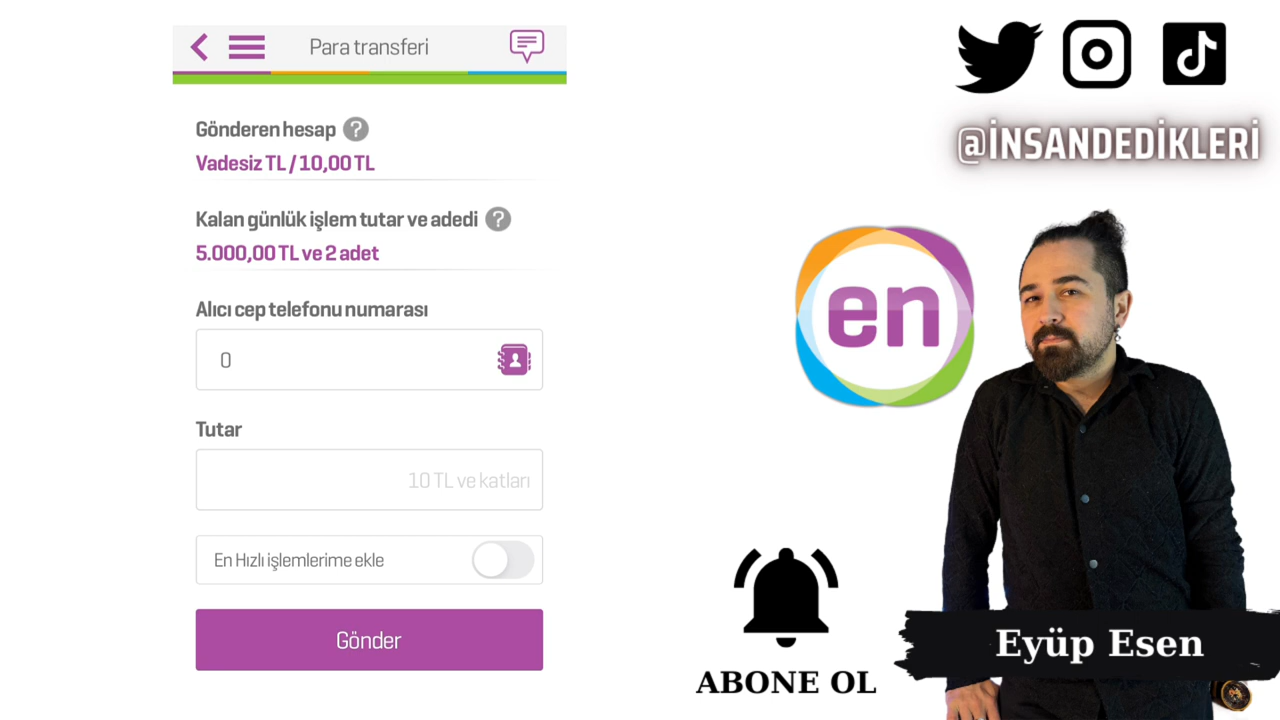 Para transferi
Gönderen hesap ?
Vadesiz TL / 10,00 TL
Kalan günlük işlem tutar ve adedi ?
5.000,00 TL ve 2 adet
Alıcı cep telefonu numarası
0
Tutar
10 TL ve katları
En Hızlı işlemlerime ekle
Gönder
@İNSANDEDİKLERİ
en
ABONE OL
Eyüp Esen